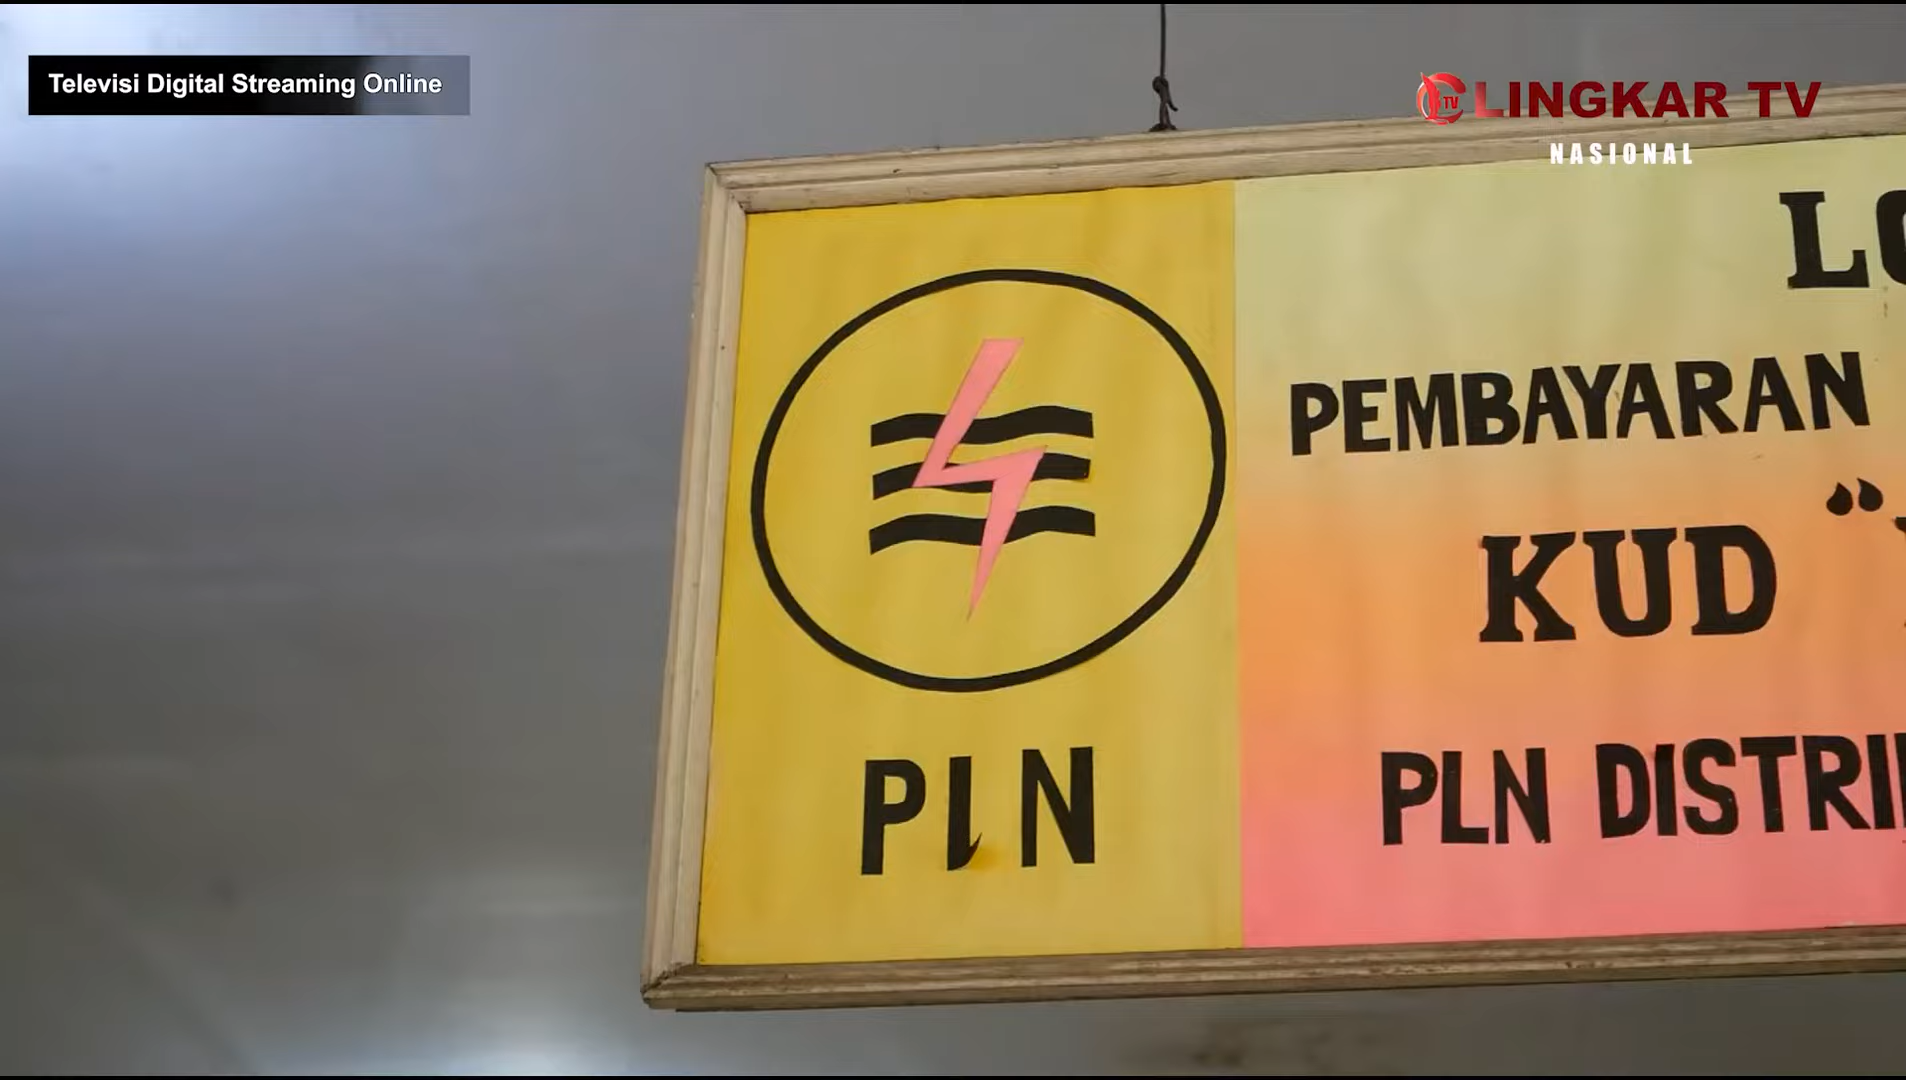 Televisi Digital Streaming Online
LINGKAR TV
NASIONAL
PEMBAYARAN
KUD "
PLN DISTRI
PLN